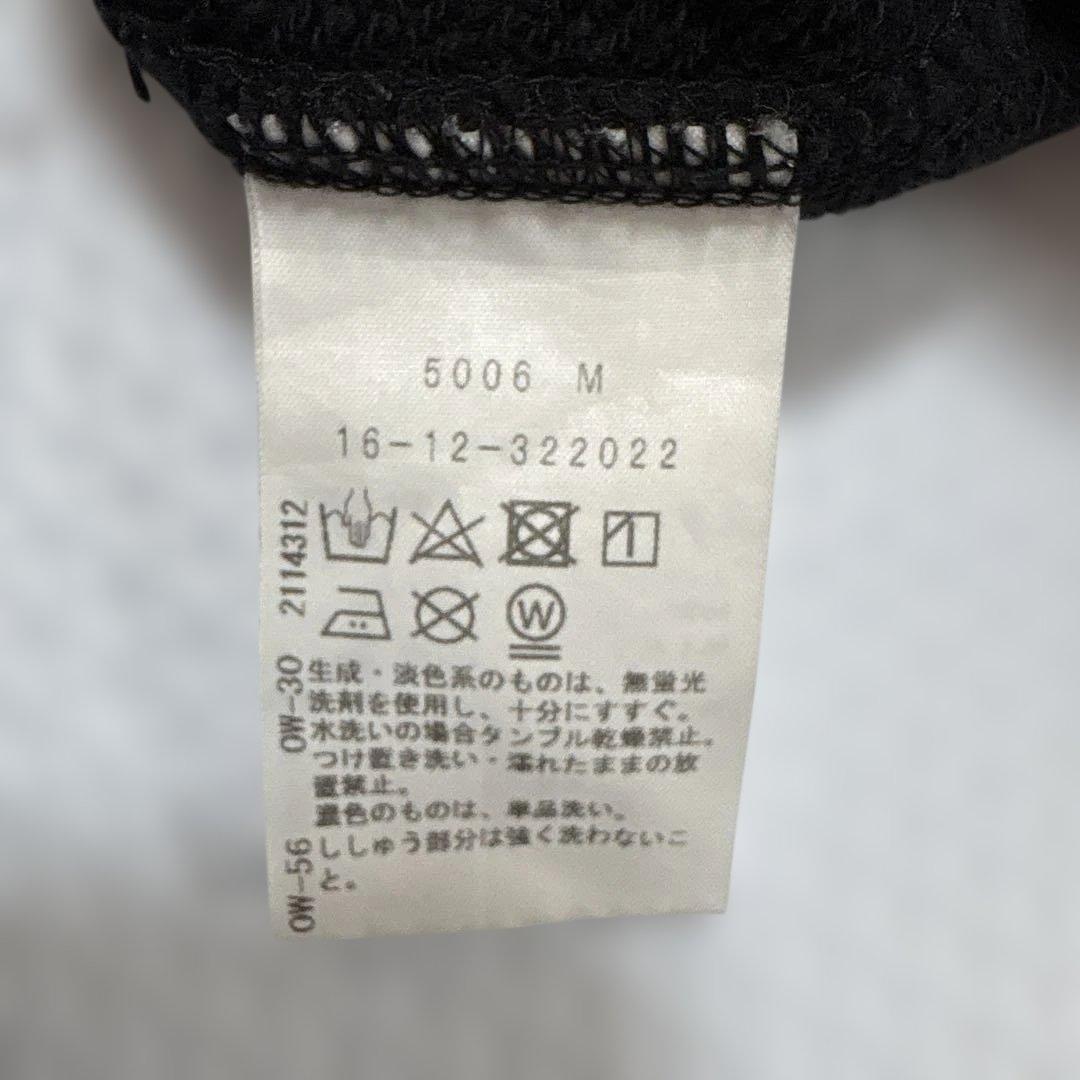 5006 M
16-12-322022
2114312
W
OW-30
生成・淡色系のものは、無蛍光
洗剤を使用し、十分にすすぐ。
水洗いの場合タンブル乾燥禁止。
つけ置き洗い・濡れたままの放
置禁止。
濃色のものは、単品洗い。
OW-56
ししゅう部分は強く洗わないこ
と。